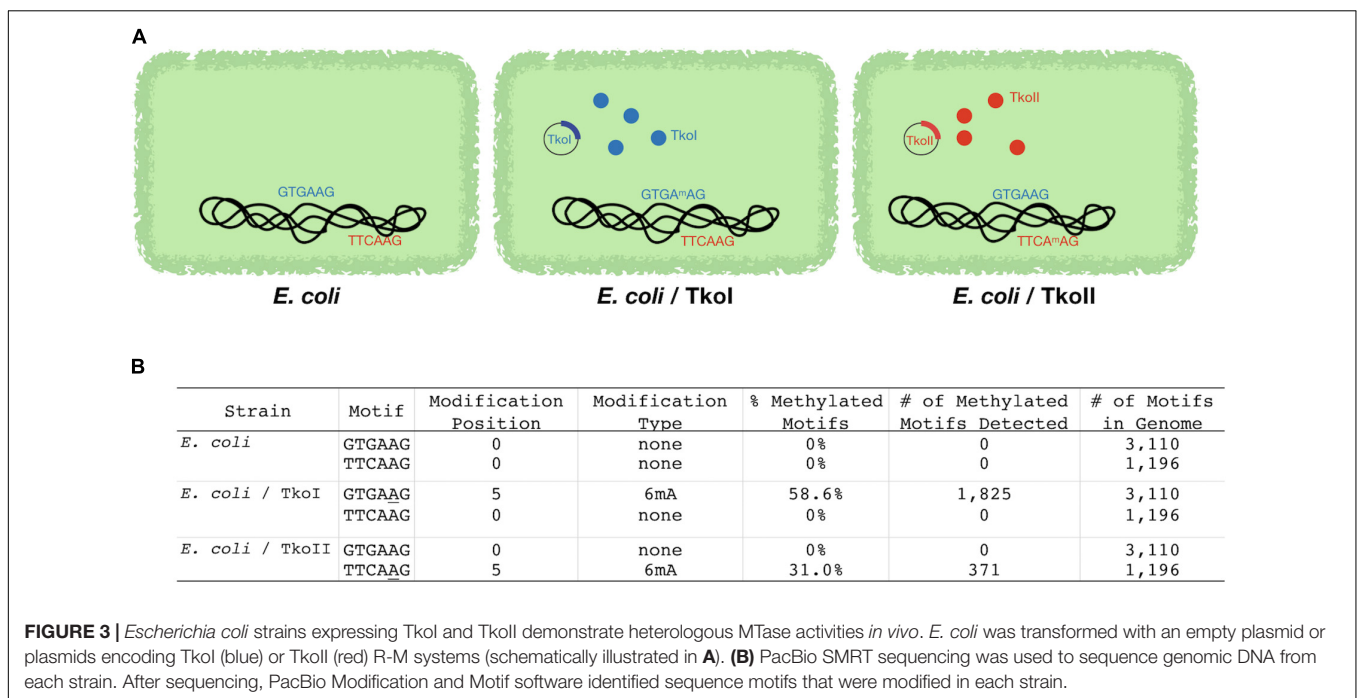 A
TkoI
TkoI
TkoII
TkoII
GTGAAG
GTGAᵐAG
GTGAAG
TTCAAG
TTCAAG
TTCAᵐAG
E. coli
E. coli / TkoI
E. coli / TkoII
B
Strain Motif Modification Position Modification Type % Methylated Motifs # of Methylated Motifs Detected # of Motifs in Genome
E. coli GTGAAG 0 none 0% 0 3,110
TTCAAG 0 none 0% 0 1,196
E. coli / TkoI GTGAAG 5 6mA 58.6% 1,825 3,110
TTCAAG 0 none 0% 0 1,196
E. coli / TkoII GTGAAG 0 none 0% 0 3,110
TTCAAG 5 6mA 31.0% 371 1,196
FIGURE 3 | Escherichia coli strains expressing TkoI and TkoII demonstrate heterologous MTase activities in vivo. E. coli was transformed with an empty plasmid or
plasmids encoding TkoI (blue) or TkoII (red) R-M systems (schematically illustrated in A). (B) PacBio SMRT sequencing was used to sequence genomic DNA from
each strain. After sequencing, PacBio Modification and Motif software identified sequence motifs that were modified in each strain.